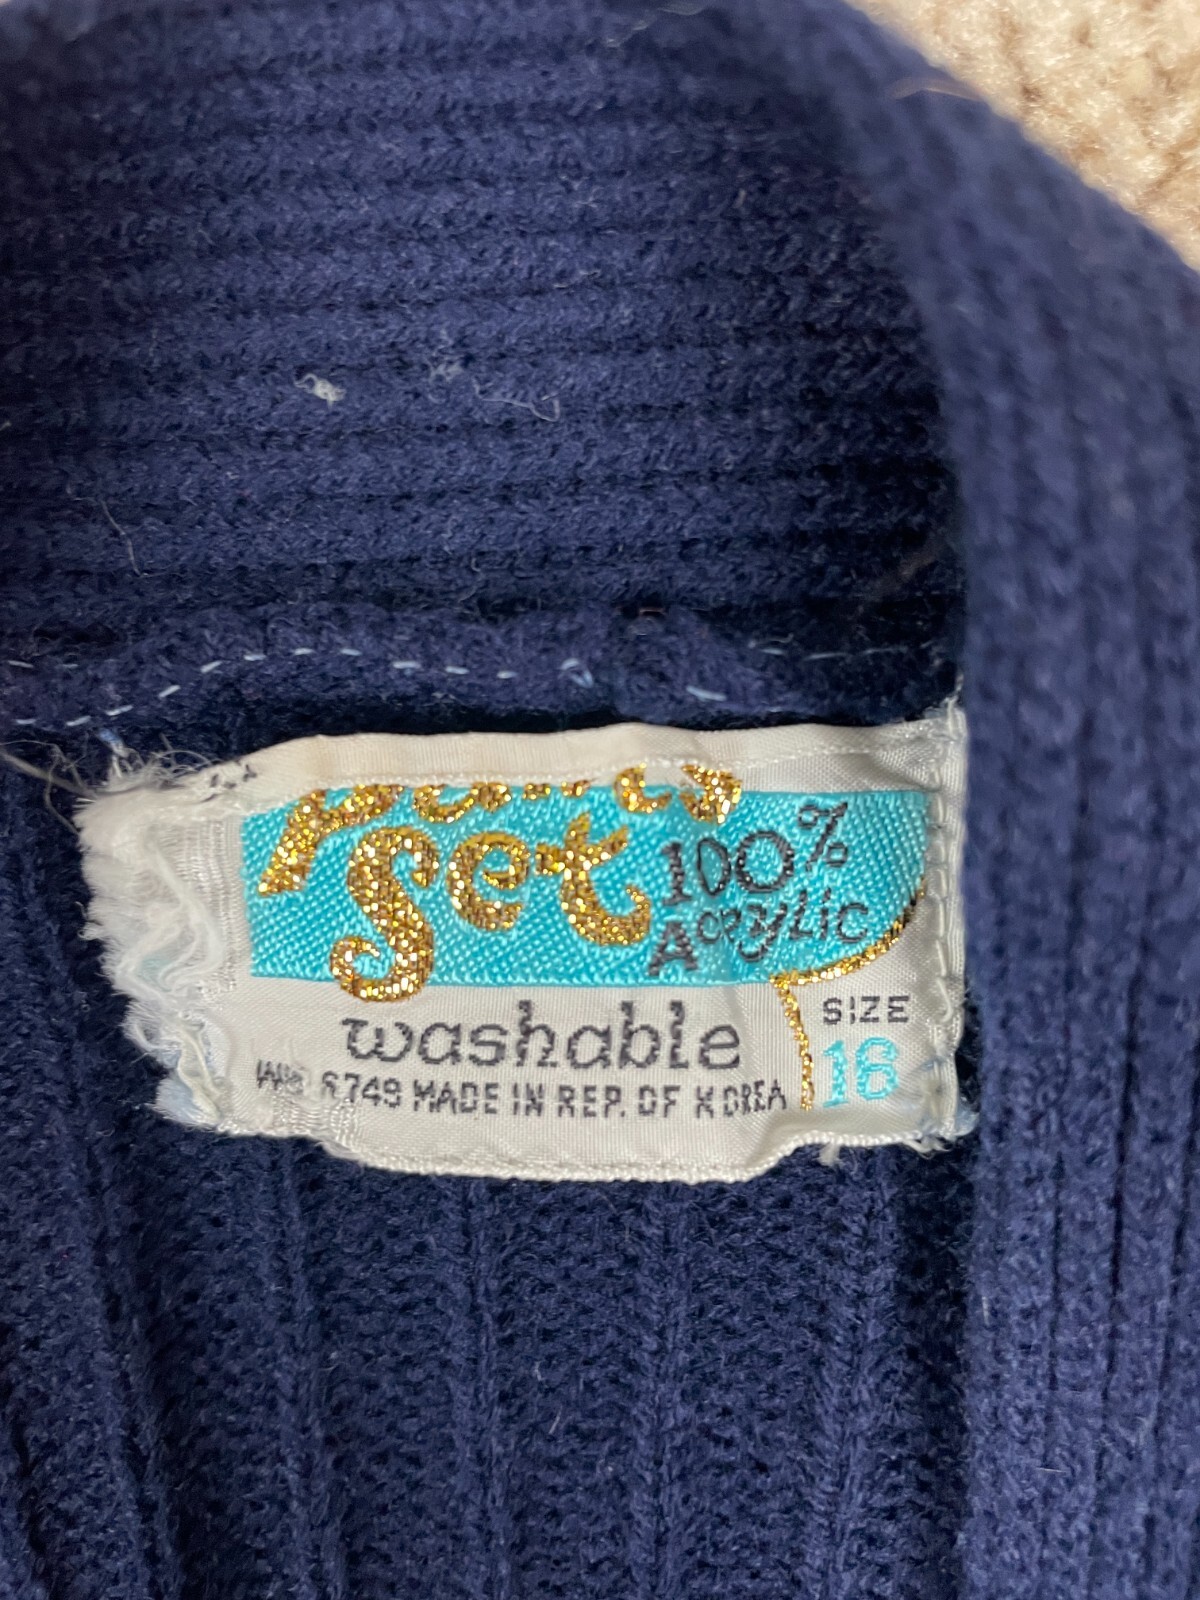 Set
100%
Acrylic
washable
MADE IN REP. OF KOREA
SIZE
16